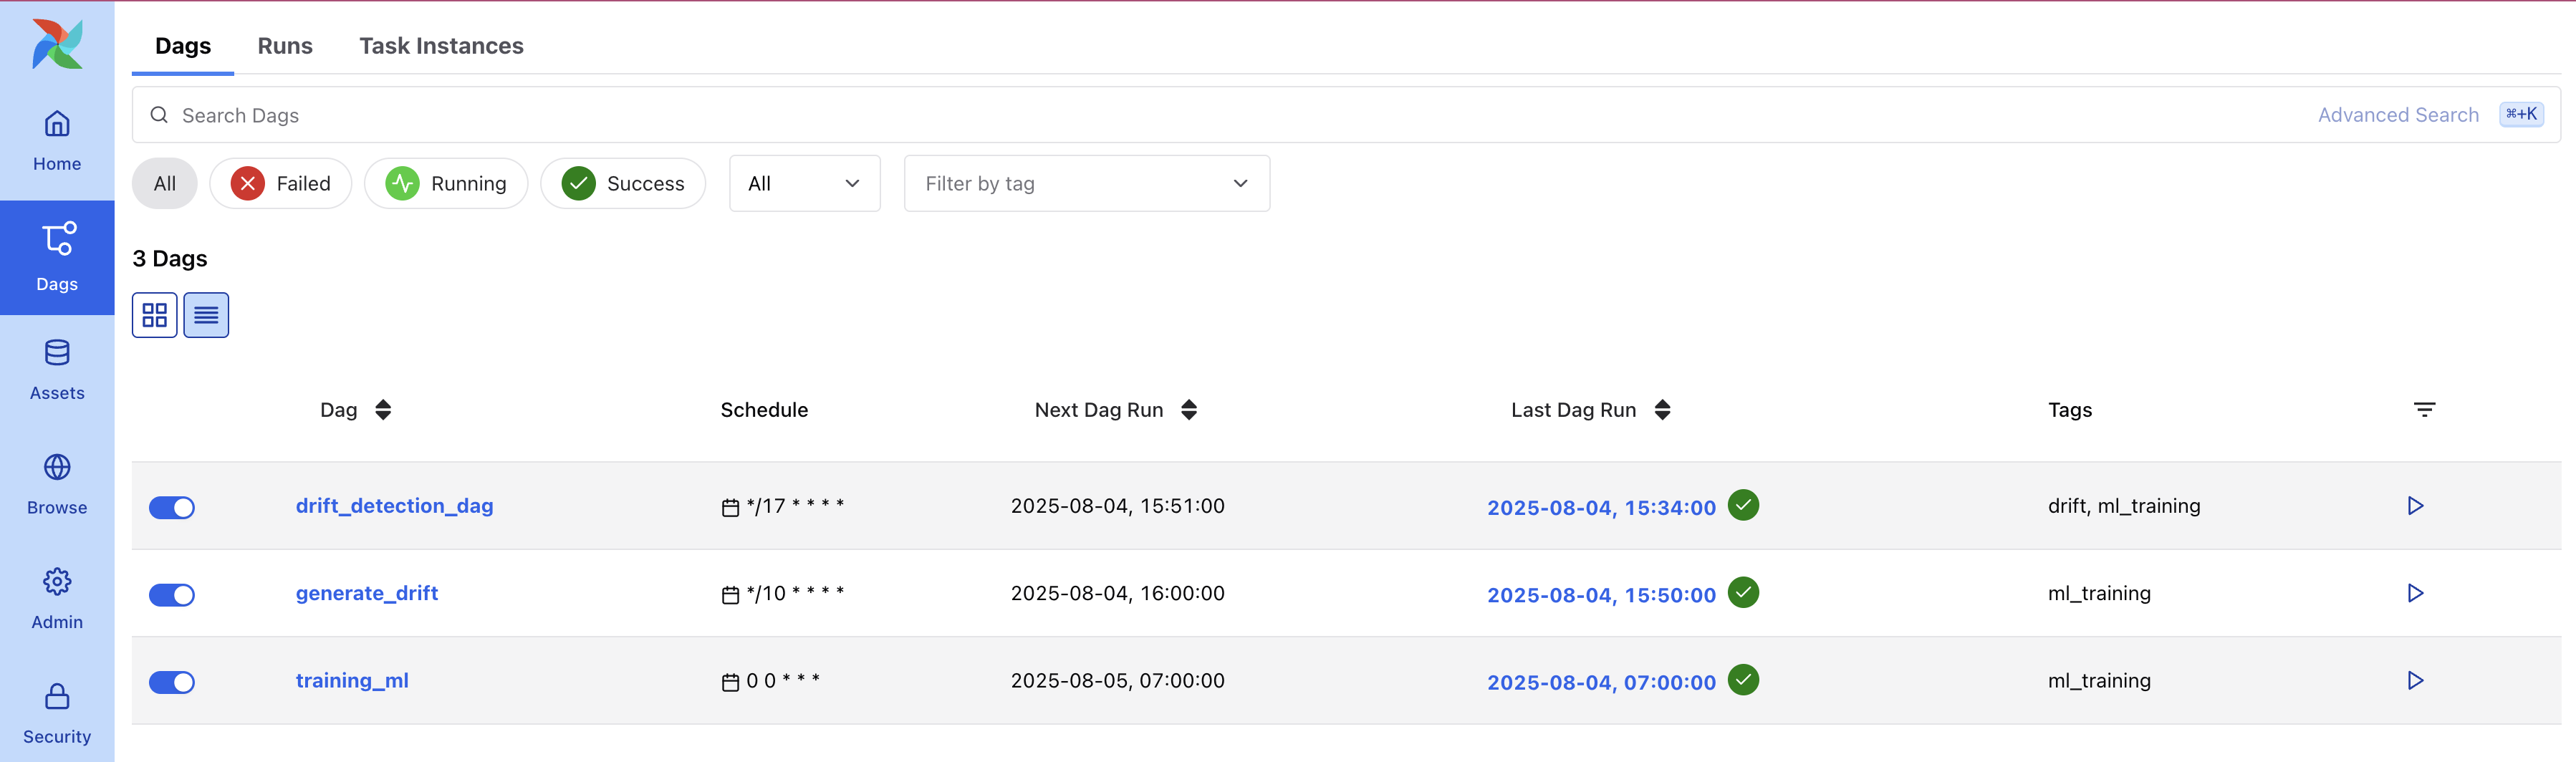 Dags Runs Task Instances
Search Dags Advanced Search ⌘+K
All Failed Running Success All Filter by tag
3 Dags
Dag Schedule Next Dag Run Last Dag Run Tags
drift_detection_dag */17 * * * * 2025-08-04, 15:51:00 2025-08-04, 15:34:00 drift, ml_training
generate_drift */10 * * * * 2025-08-04, 16:00:00 2025-08-04, 15:50:00 ml_training
training_ml 0 0 * * * 2025-08-05, 07:00:00 2025-08-04, 07:00:00 ml_training
Home
Dags
Assets
Browse
Admin
Security